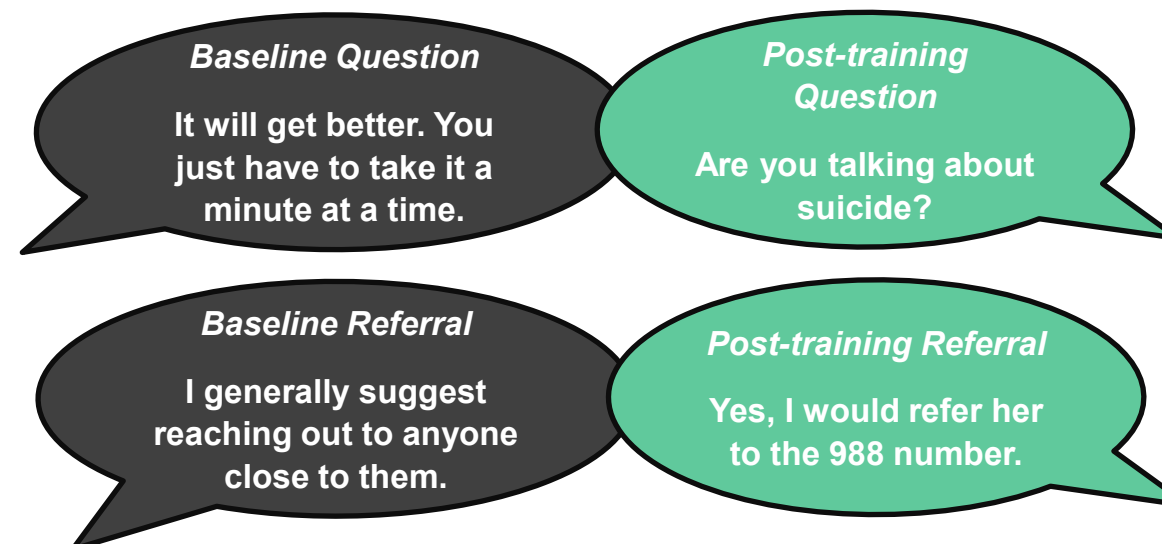 Baseline Question
It will get better. You
just have to take it a
minute at a time.
Post-training
Question
Are you talking about
suicide?
Baseline Referral
I generally suggest
reaching out to anyone
close to them.
Post-training Referral
Yes, I would refer her
to the 988 number.